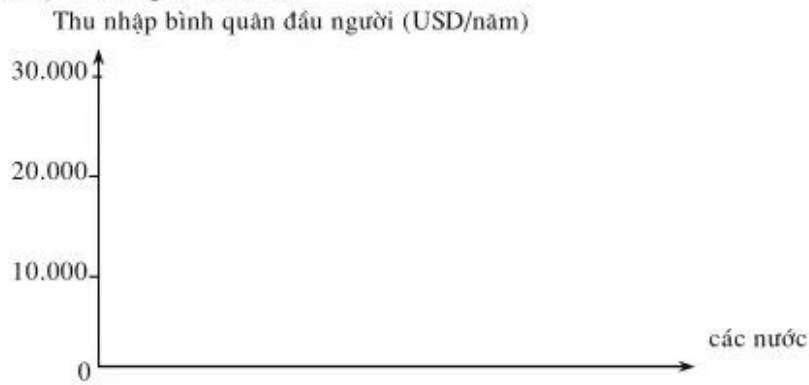 Thu nhập bình quân đầu người (USD/năm)
30.000
20.000
10.000
các nước
0